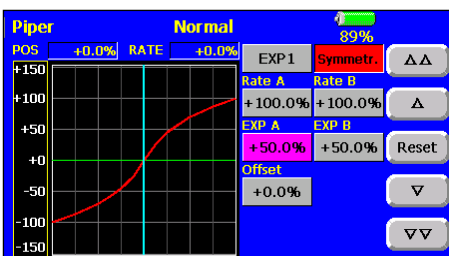 Piper Normal 89%
POS +0.0% RATE +0.0%
EXP1 Symmetr. △△
+150
Rate A Rate B
+100 +100.0% +100.0% △
EXP A EXP B
+50 +50.0% +50.0% Reset
+0
Offset
-50 +0.0% ▽
-100
-150 ▽▽